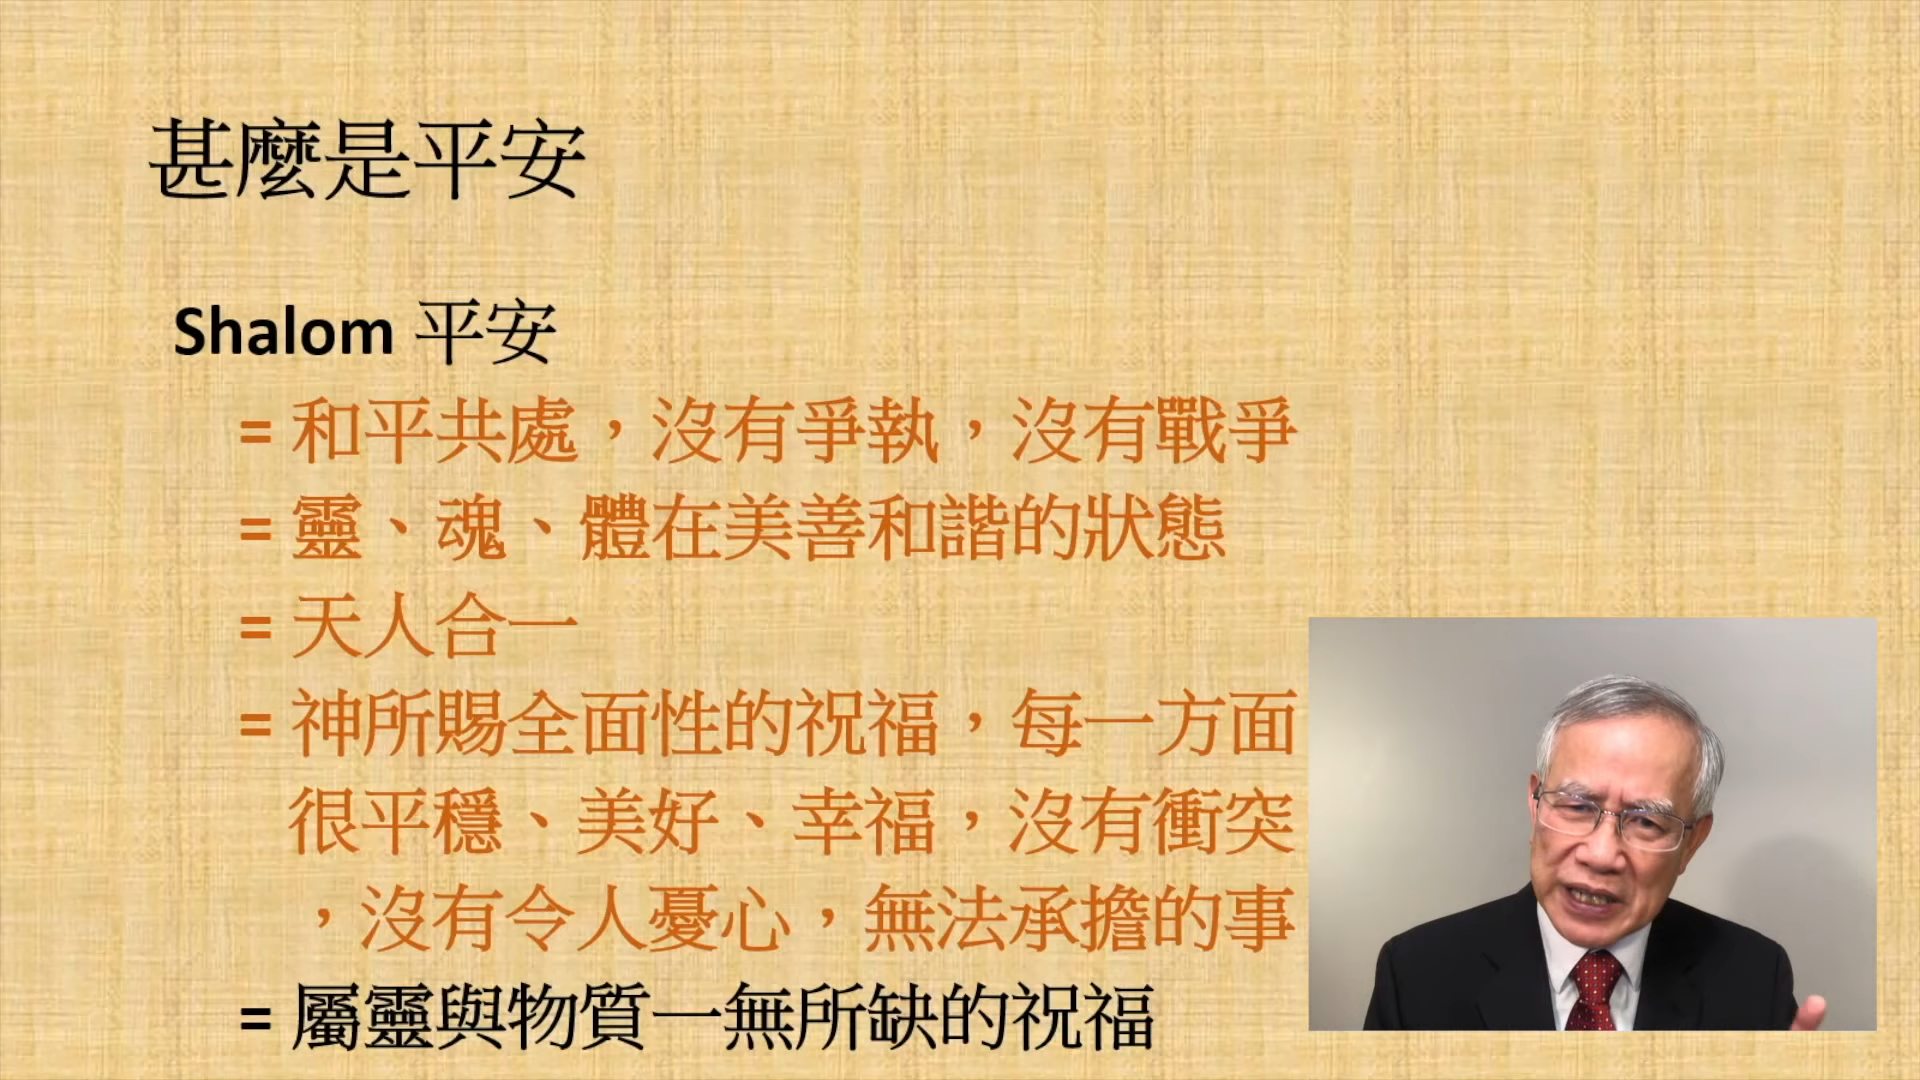 甚麼是平安
Shalom 平安
= 和平共處，沒有爭執，沒有戰爭
= 靈、魂、體在美善和諧的狀態
= 天人合一
= 神所賜全面性的祝福，每一方面
很平穩、美好、幸福，沒有衝突
，沒有令人憂心，無法承擔的事
= 屬靈與物質一無所缺的祝福